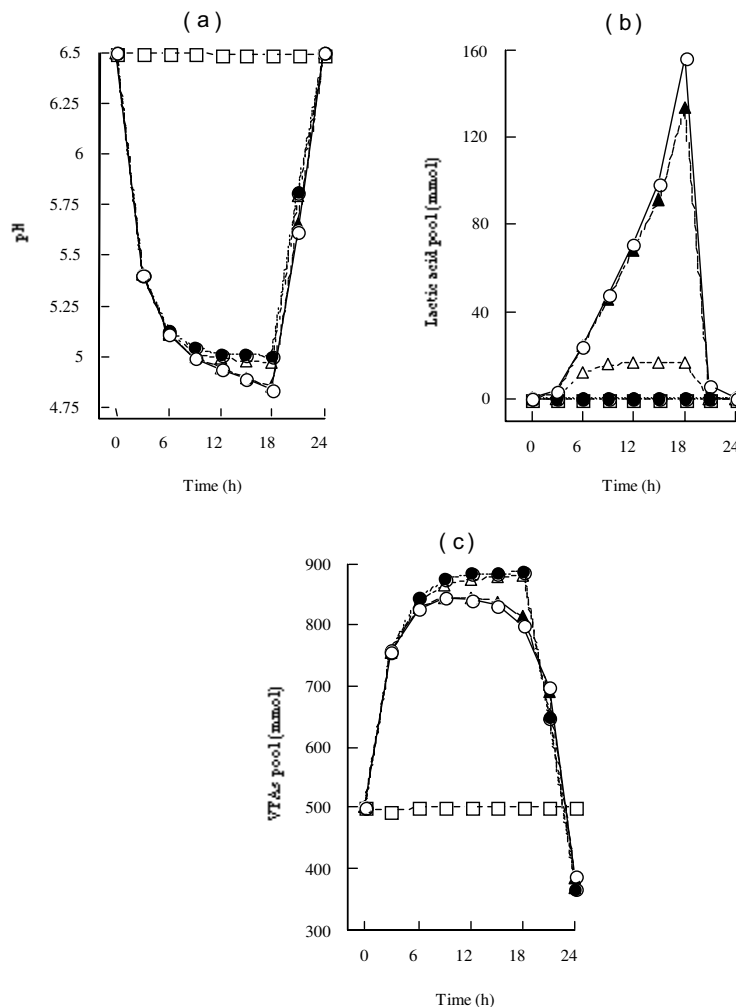 ( a )
6.5
6.25
6
5.75
5.5
5.25
5
4.75
pH
0 6 12 18 24
Time (h)
( b )
160
120
80
40
0
Lactic acid pool (mmol)
0 6 12 18 24
Time (h)
( c )
900
800
700
600
500
400
300
VFAs pool (mmol)
0 6 12 18 24
Time (h)